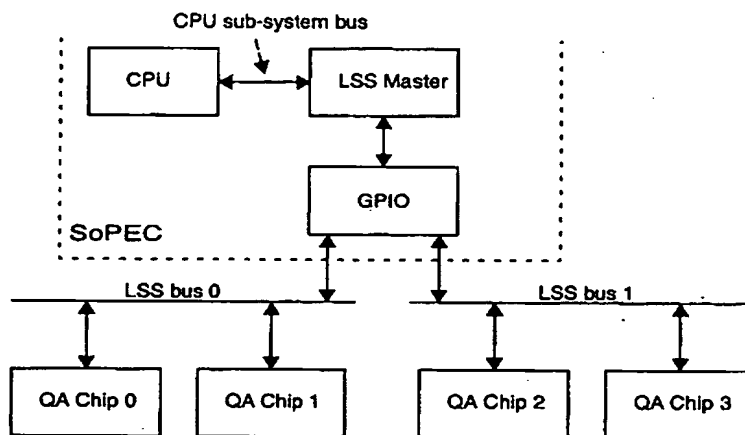 CPU sub-system bus
CPU
LSS Master
GPIO
SoPEC
LSS bus 0
LSS bus 1
QA Chip 0
QA Chip 1
QA Chip 2
QA Chip 3